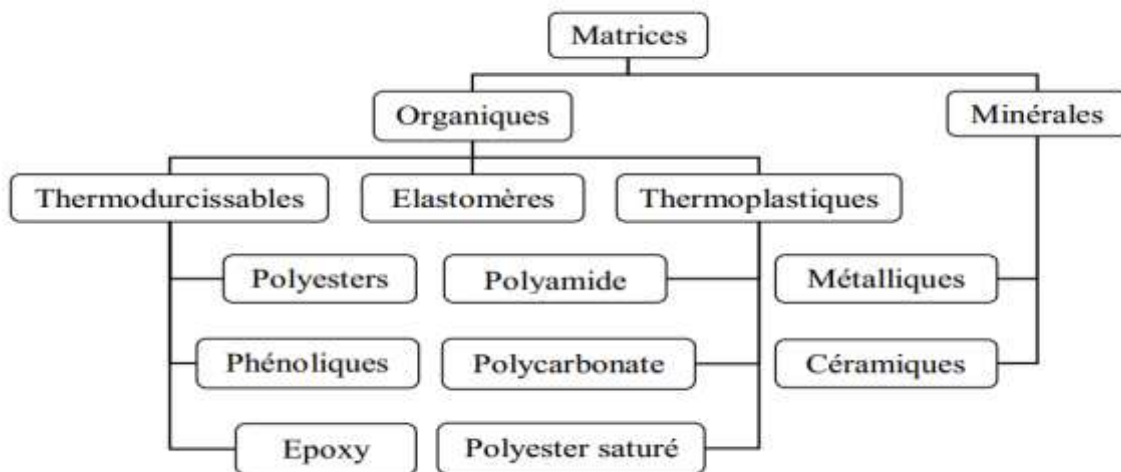 Matrices
Organiques
Minérales
Thermodurcissables
Elastomères
Thermoplastiques
Polyesters
Polyamide
Métalliques
Phénoliques
Polycarbonate
Céramiques
Epoxy
Polyester saturé